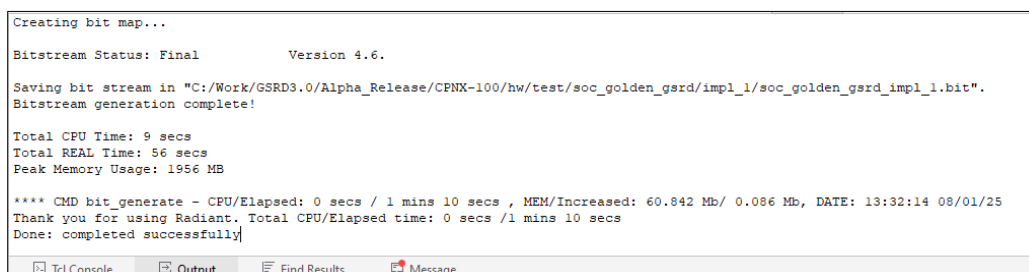 Creating bit map...
Bitstream Status: Final Version 4.6.
Saving bit stream in "C:/Work/GSRD3.0/Alpha_Release/CPNX-100/hw/test/soc_golden_gsrd/impl_1/soc_golden_gsrd_impl_1.bit".
Bitstream generation complete!
Total CPU Time: 9 secs
Total REAL Time: 56 secs
Peak Memory Usage: 1956 MB
**** CMD bit_generate - CPU/Elapsed: 0 secs / 1 mins 10 secs , MEM/Increased: 60.842 Mb/ 0.086 Mb, DATE: 13:32:14 08/01/25
Thank you for using Radiant. Total CPU/Elapsed time: 0 secs /1 mins 10 secs
Done: completed successfully
Tcl Console Output Find Results Message